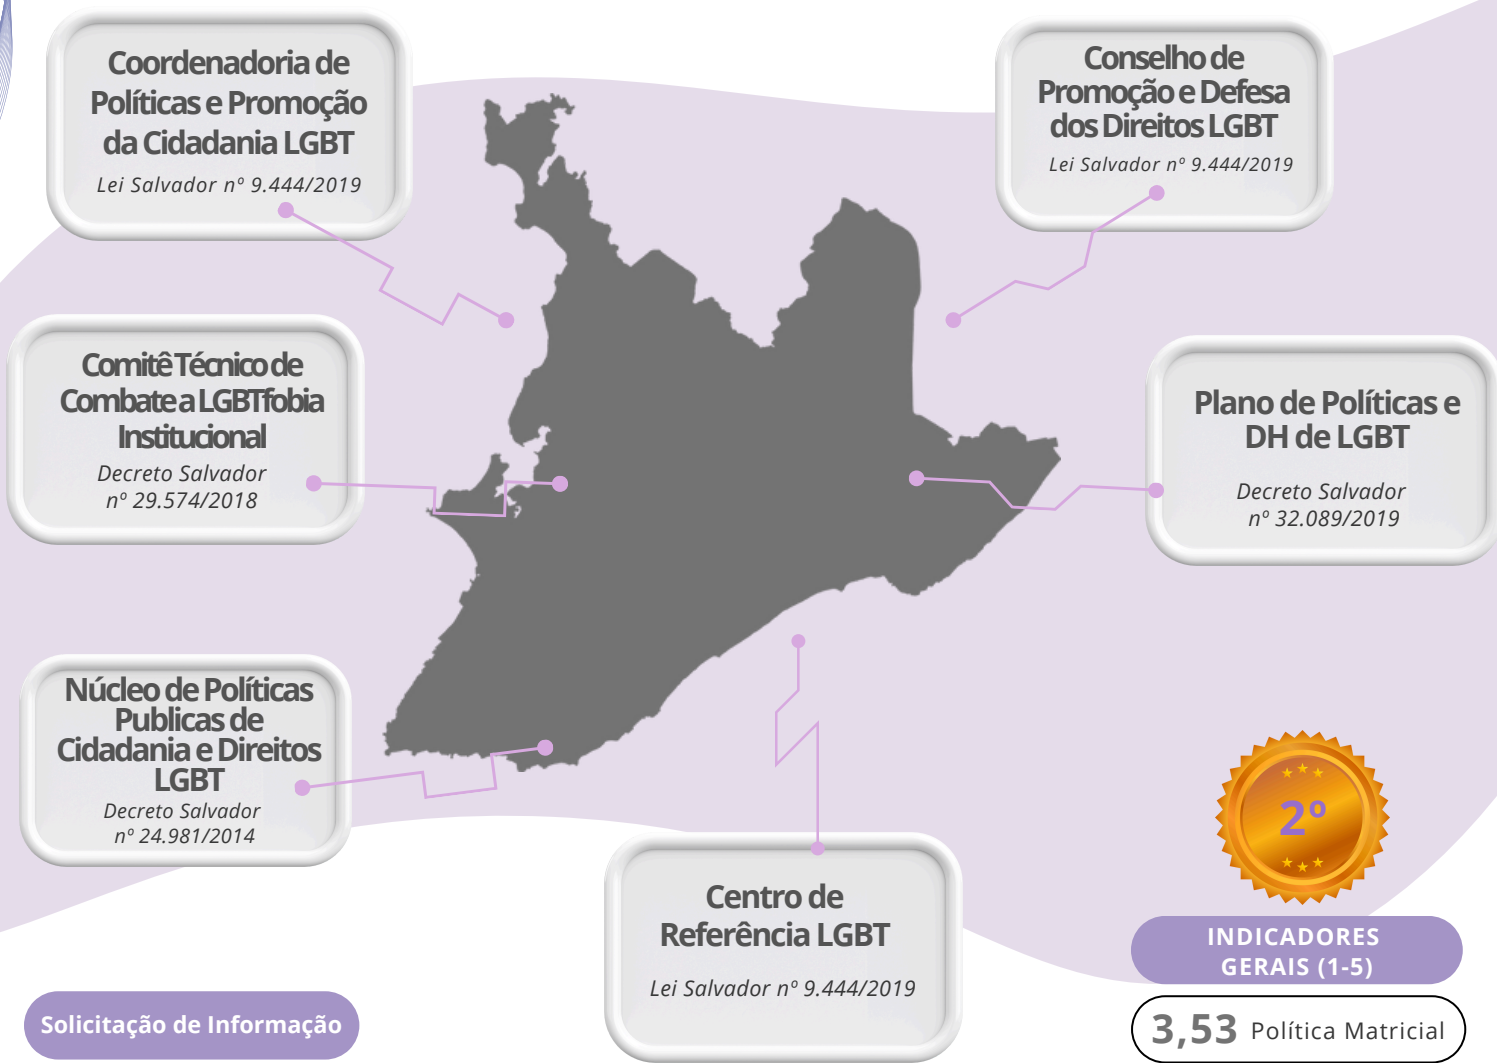 Coordenadoria de
Políticas e Promoção
da Cidadania LGBT
Lei Salvador nº 9.444/2019
Conselho de
Promoção e Defesa
dos Direitos LGBT
Lei Salvador nº 9.444/2019
Comitê Técnico de
Combate a LGBTfobia
Institucional
Decreto Salvador
nº 29.574/2018
Plano de Políticas e
DH de LGBT
Decreto Salvador
nº 32.089/2019
Núcleo de Políticas
Publicas de
Cidadania e Direitos
LGBT
Decreto Salvador
nº 24.981/2014
Centro de
Referência LGBT
Lei Salvador nº 9.444/2019
2º
INDICADORES
GERAIS (1-5)
3,53 Política Matricial
Solicitação de Informação